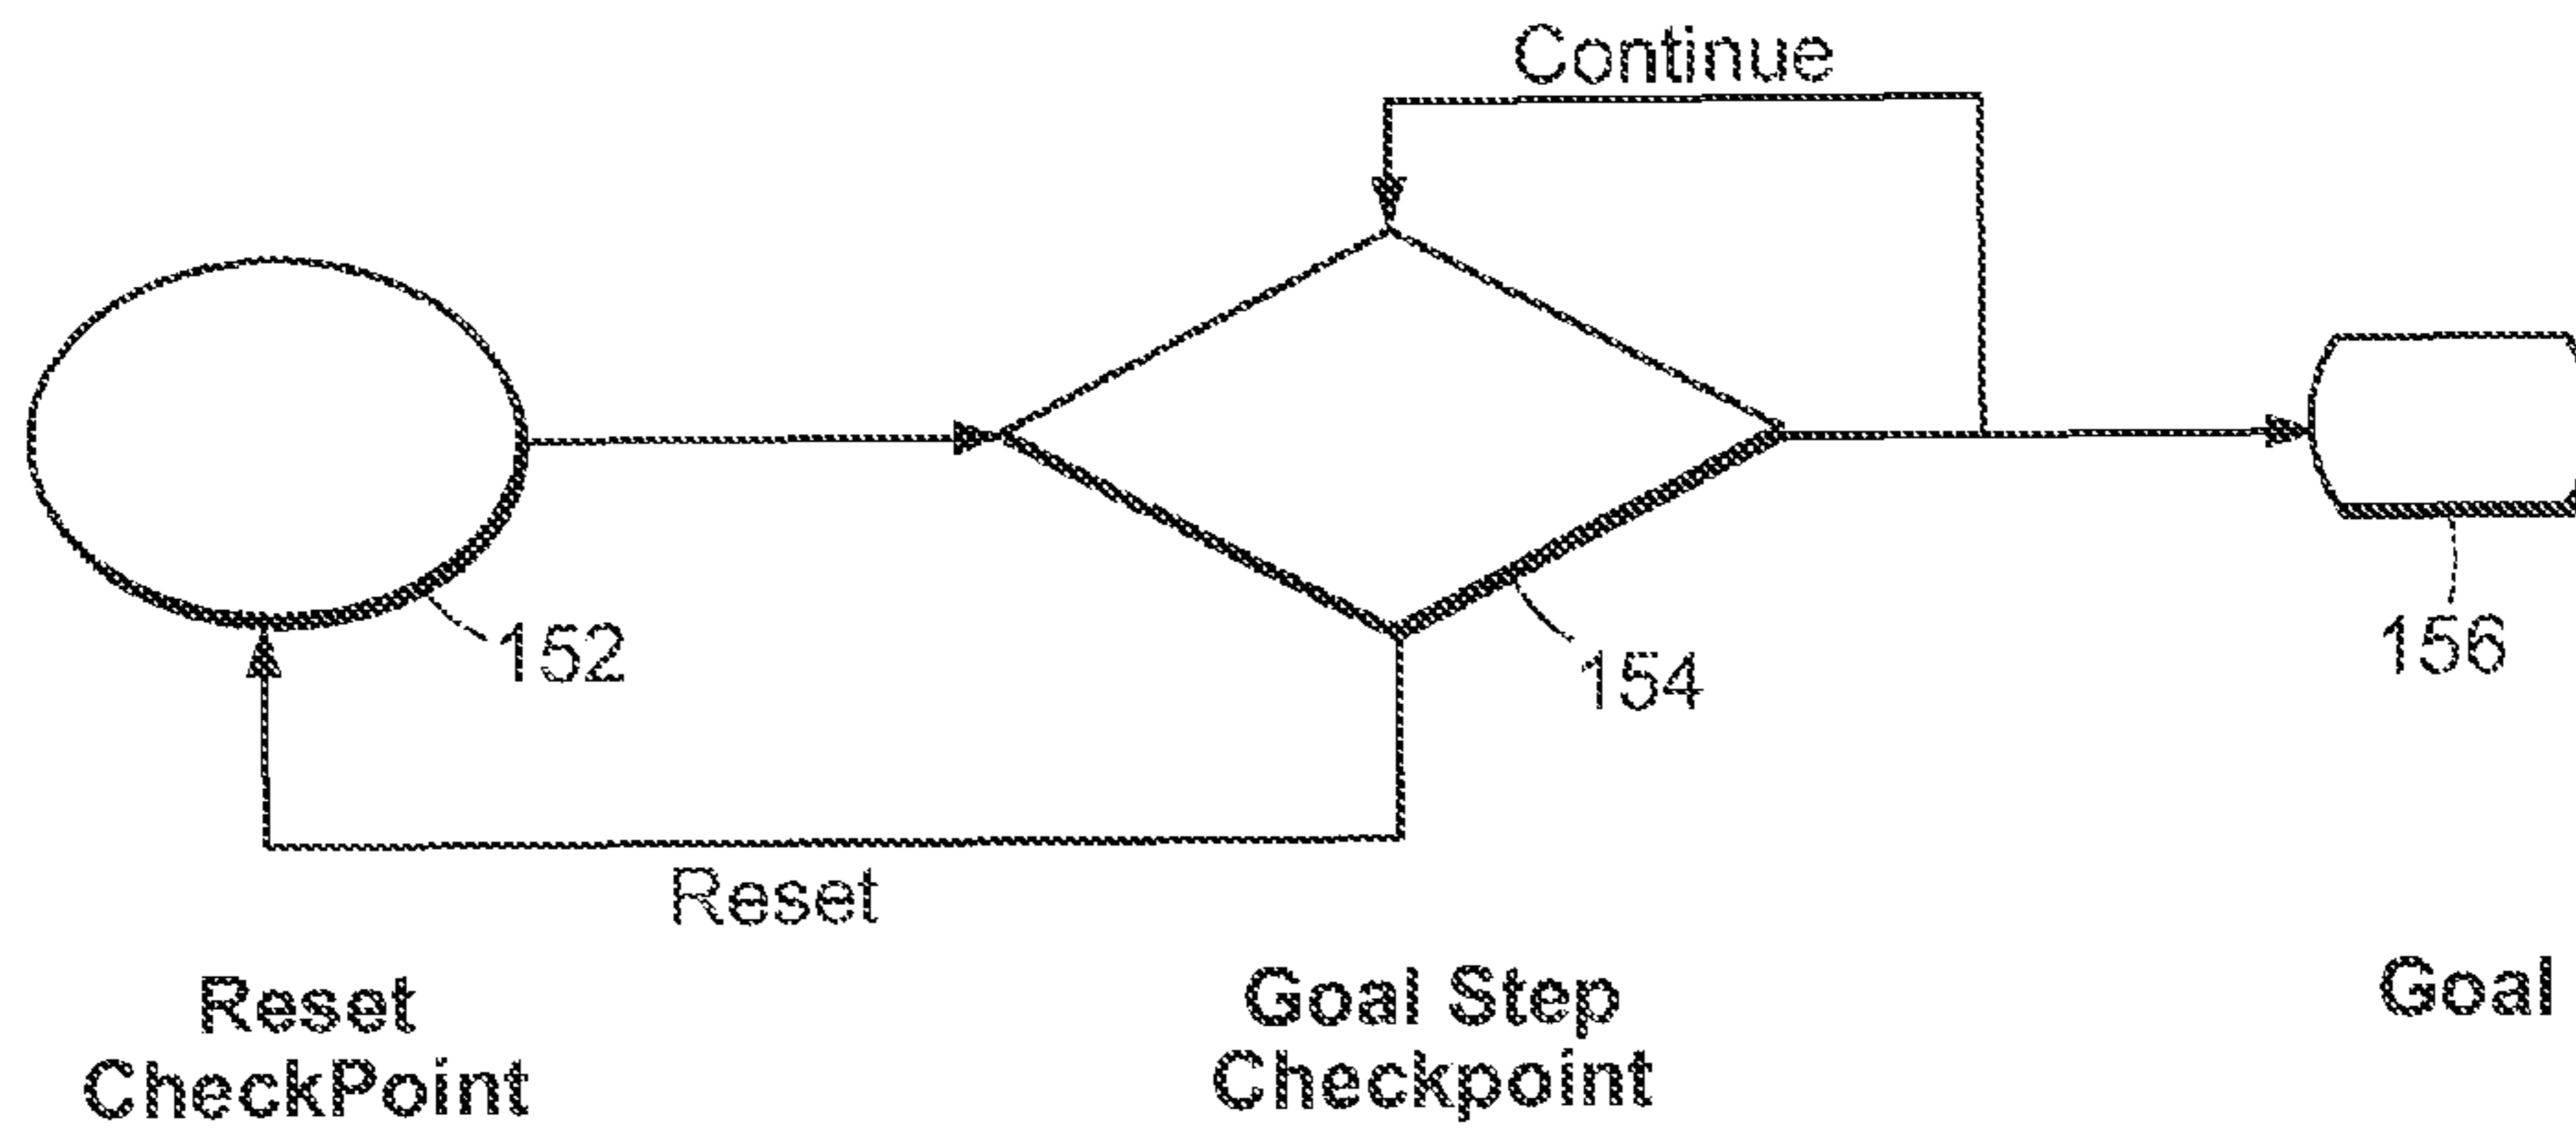 Continue
152
154
156
Reset
Reset
CheckPoint
Goal Step
Checkpoint
Goal